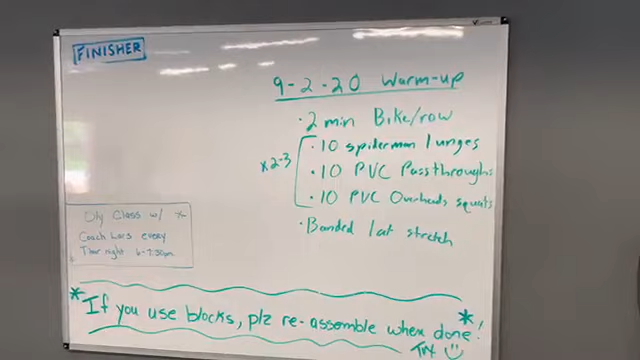 FINISHER
9-2-20 Warm-up
• 2 min Bike/row
x2-3
• 10 spiderman lunges
• 10 PVC Passthroughs
• 10 PVC Overheads squats
• Banded lat stretch
Oly Class w/
Coach Lars every
Thur night 6-7:30pm
* If you use blocks, plz re-assemble when done! *
Thx :)